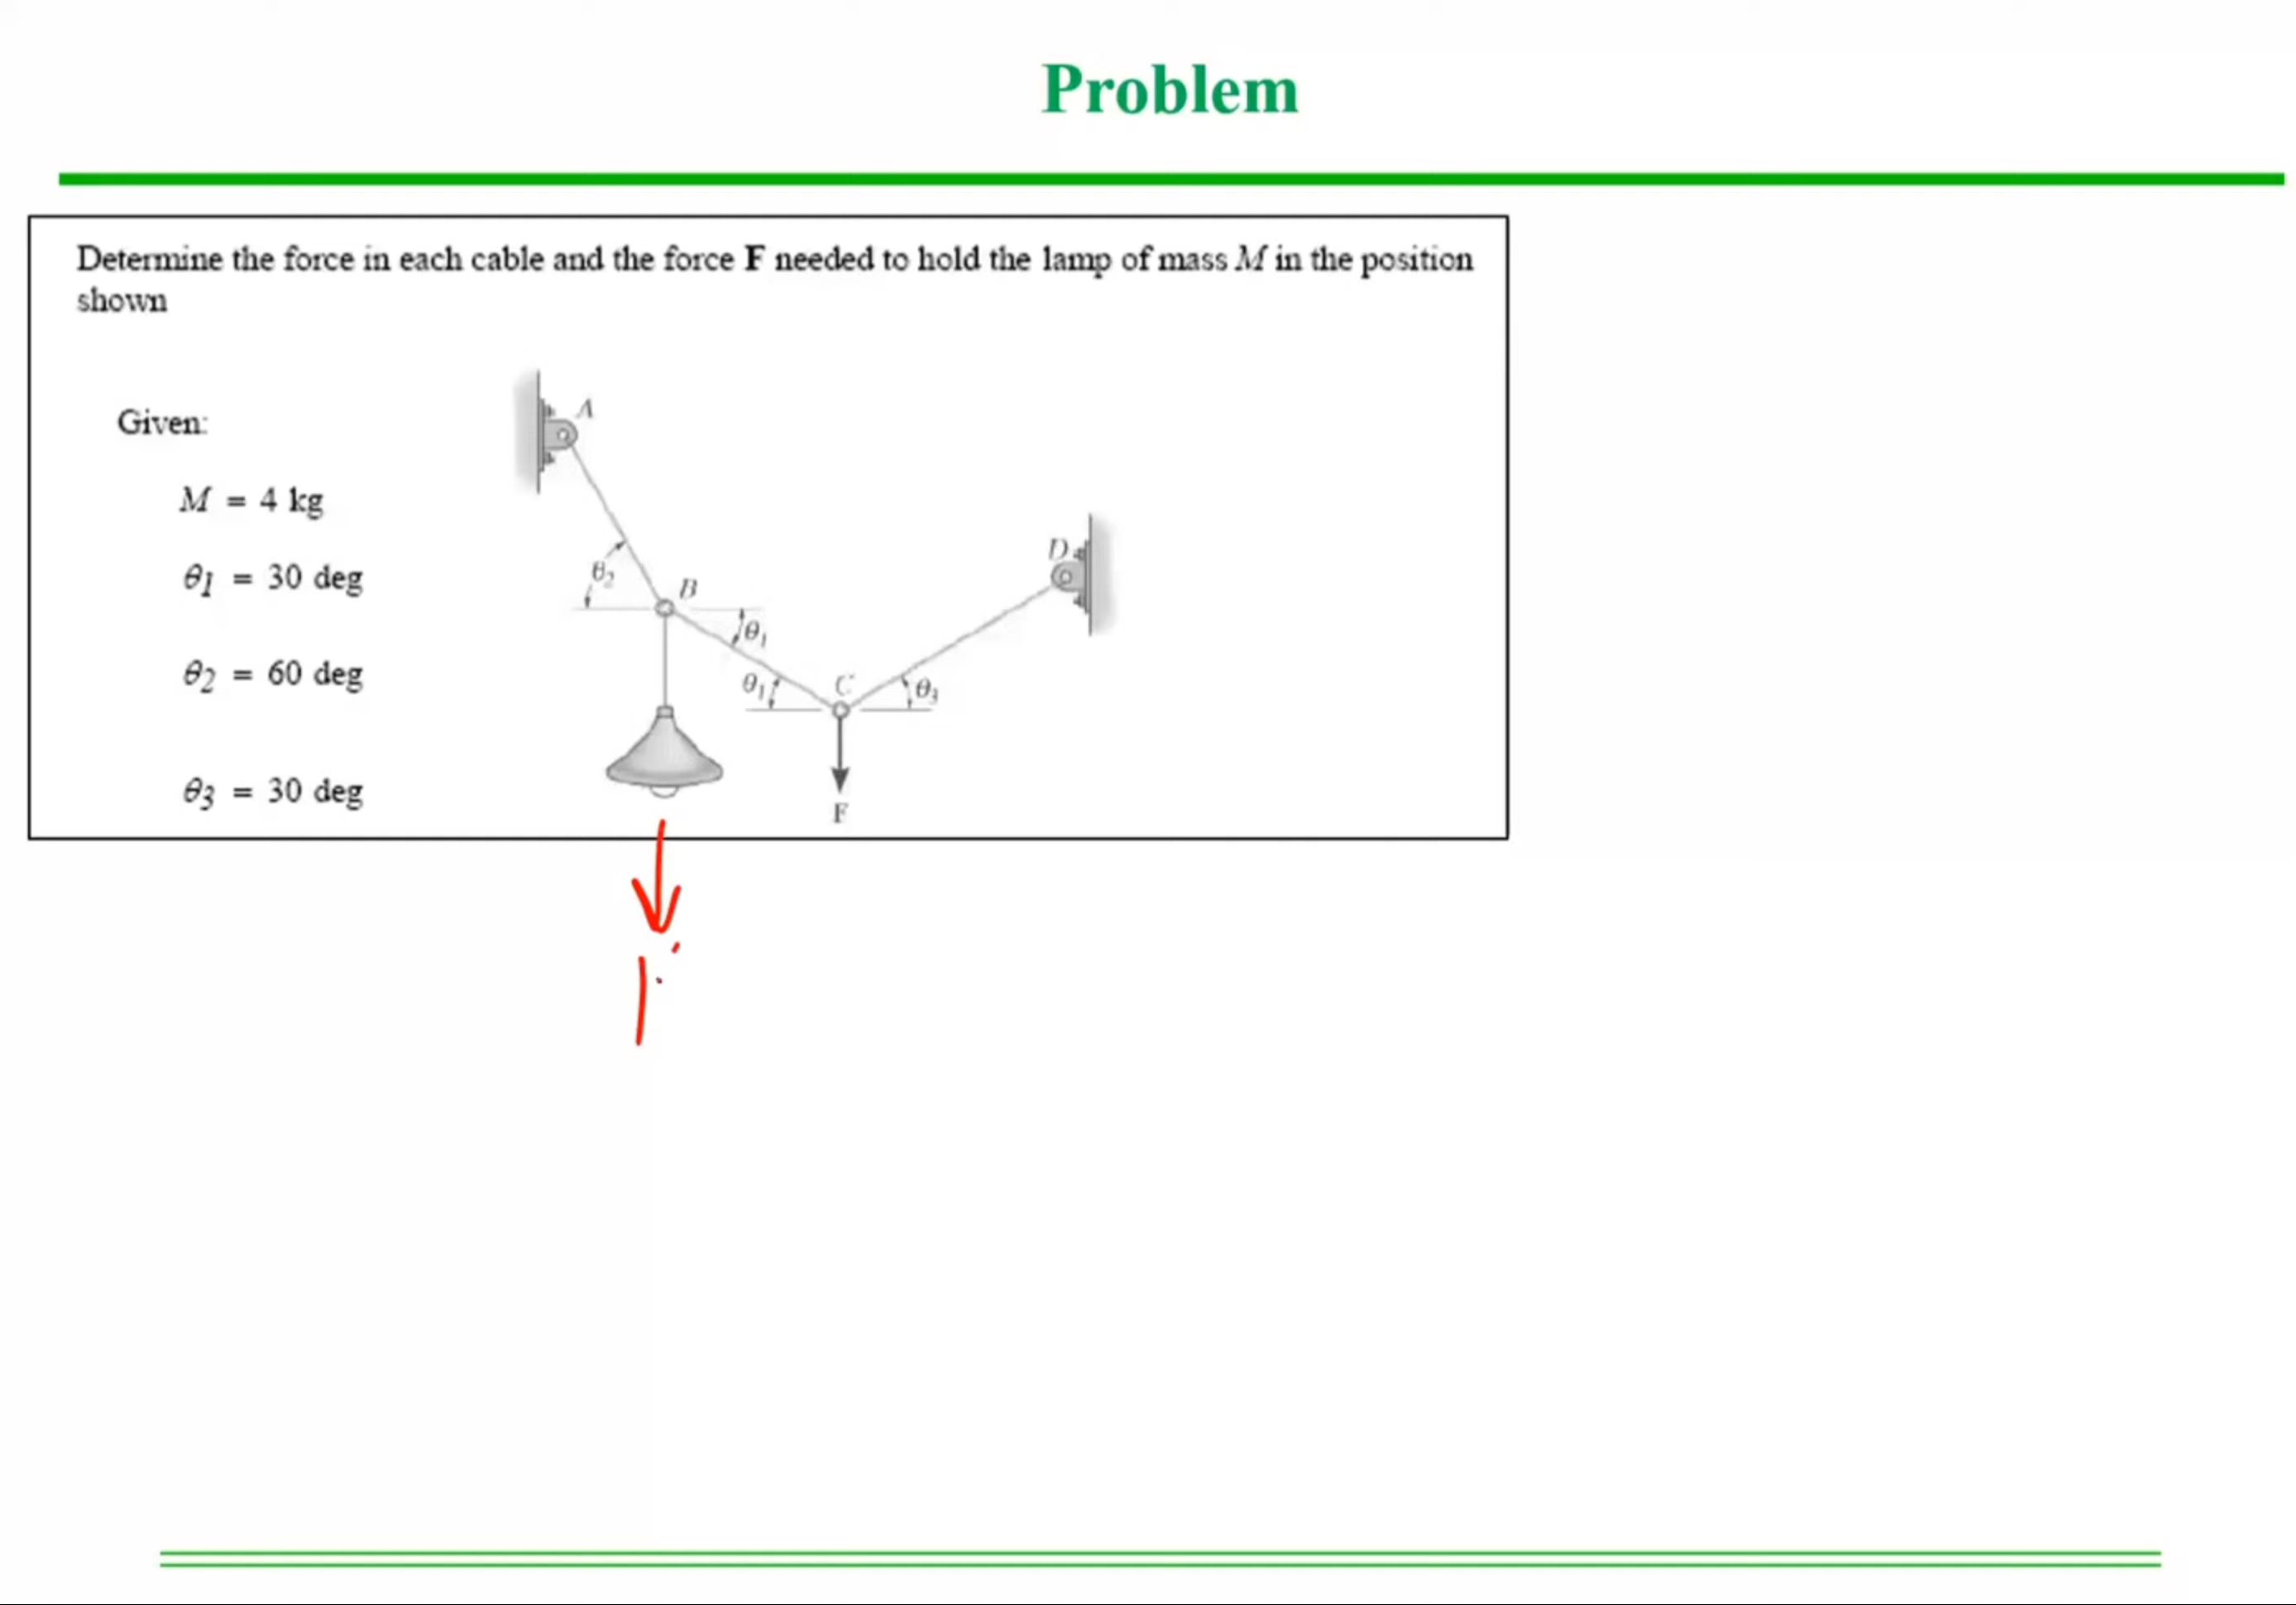 Problem
Determine the force in each cable and the force F needed to hold the lamp of mass M in the position
shown
Given:
M = 4 kg
θ1 = 30 deg
θ2 = 60 deg
θ3 = 30 deg
A
θ2
B
θ1
D
θ1
C
θ3
F